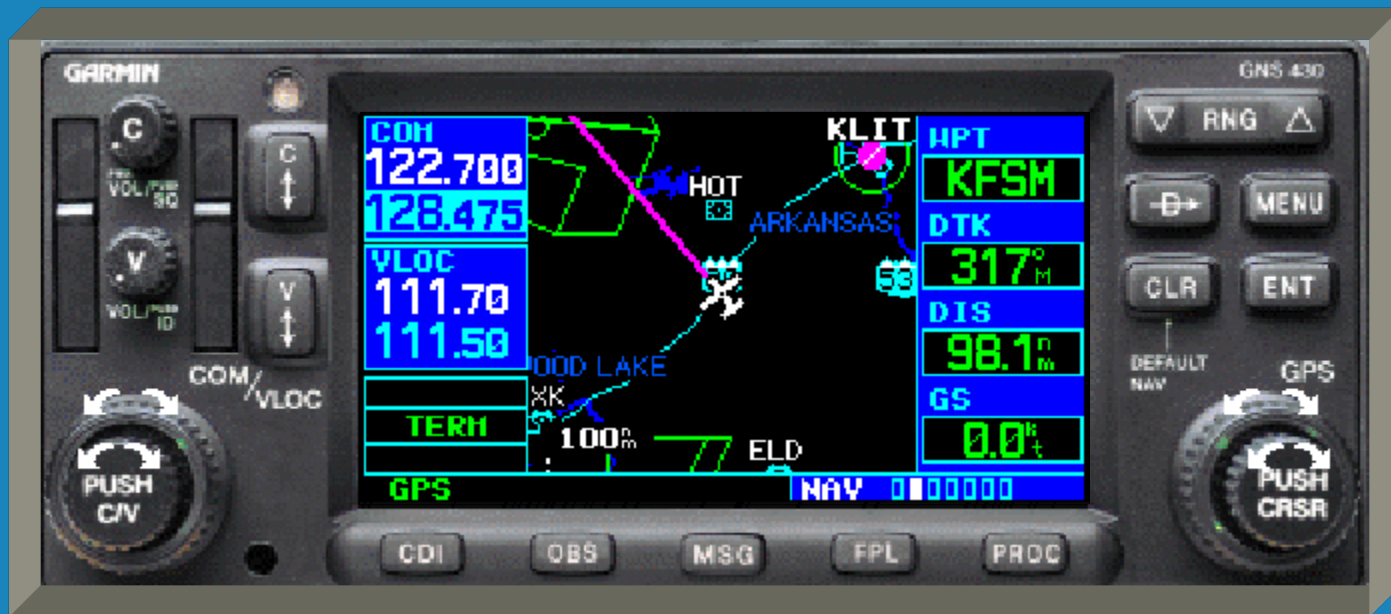 GARMIN
GNS 430
C
VOL/
SQ
V
VOL/
ID
C
V
COM/VLOC
PUSH
C/V
COM
122.700
128.475
VLOC
111.70
111.50
TERM
GPS
KLIT
HOT
ARKANSAS
53
OOD LAKE
XK
100nm
ELD
WPT
KFSM
DTK
317°M
DIS
98.1nm
GS
0.0kt
NAV
RNG
D
MENU
CLR
ENT
DEFAULT
NAV
GPS
PUSH
CRSR
CDI
OBS
MSG
FPL
PROC